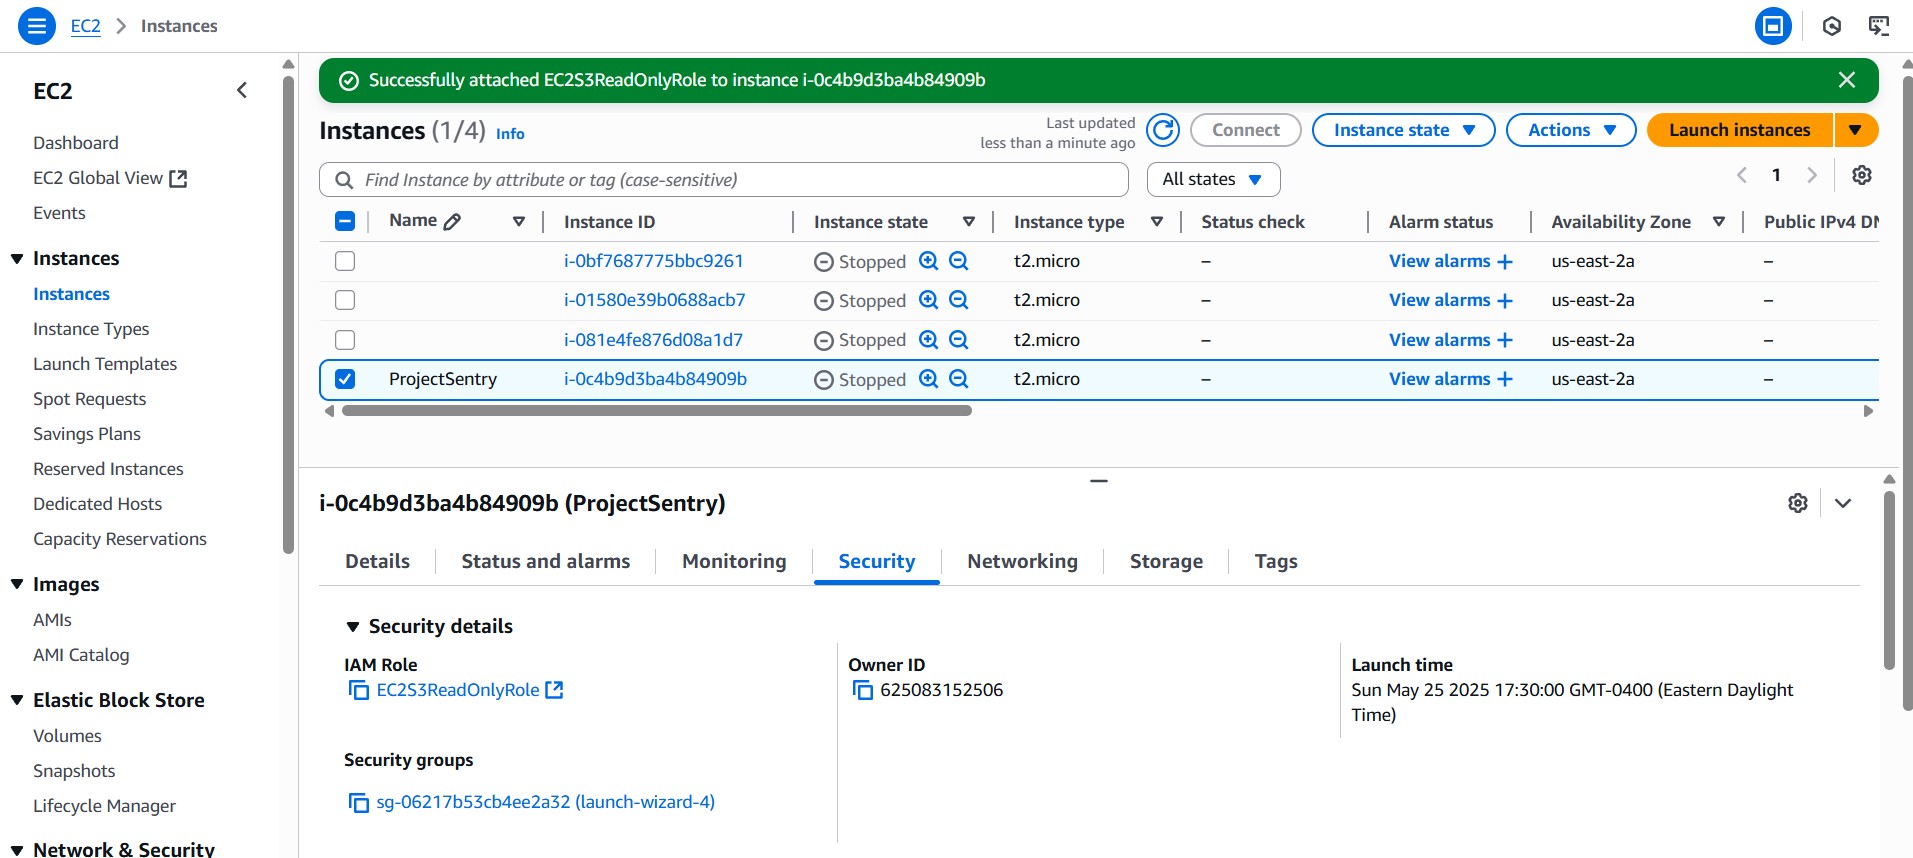 EC2 > Instances
EC2
Dashboard
EC2 Global View
Events
Instances
Instances
Instance Types
Launch Templates
Spot Requests
Savings Plans
Reserved Instances
Dedicated Hosts
Capacity Reservations
Images
AMIs
AMI Catalog
Elastic Block Store
Volumes
Snapshots
Lifecycle Manager
Network & Security
Successfully attached EC2S3ReadOnlyRole to instance i-0c4b9d3ba4b84909b
Instances (1/4) Info
Last updated
less than a minute ago
Connect
Instance state
Actions
Launch instances
Find Instance by attribute or tag (case-sensitive)
All states
1
Name Instance ID Instance state Instance type Status check Alarm status Availability Zone Public IPv4 DN
i-0bf7687775bbc9261 Stopped t2.micro – View alarms + us-east-2a –
i-01580e39b0688acb7 Stopped t2.micro – View alarms + us-east-2a –
i-081e4fe876d08a1d7 Stopped t2.micro – View alarms + us-east-2a –
ProjectSentry i-0c4b9d3ba4b84909b Stopped t2.micro – View alarms + us-east-2a –
i-0c4b9d3ba4b84909b (ProjectSentry)
Details Status and alarms Monitoring Security Networking Storage Tags
Security details
IAM Role
EC2S3ReadOnlyRole
Owner ID
625083152506
Launch time
Sun May 25 2025 17:30:00 GMT-0400 (Eastern Daylight
Time)
Security groups
sg-06217b53cb4ee2a32 (launch-wizard-4)